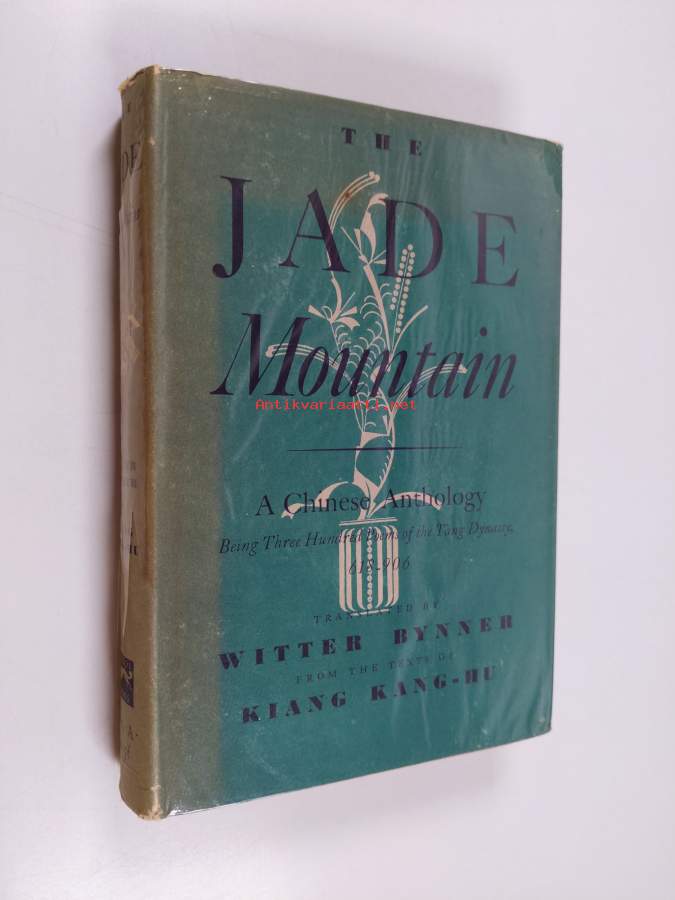 THE
JADE
Mountain
Antikvariaatti.net
A Chinese Anthology
Being Three Hundred Poems of the Tang Dynasty,
618-906
TRANSLATED BY
WITTER BYNNER
FROM THE TEXTS OF
KIANG KANG-HU
DE